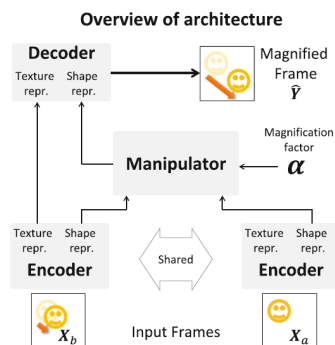 Overview of architecture
Decoder
Texture repr.
Shape repr.
Magnified
Frame
Ŷ
Magnification
factor
α
Manipulator
Texture repr.
Shape repr.
Encoder
Shared
Texture repr.
Shape repr.
Encoder
X_b
Input Frames
X_a